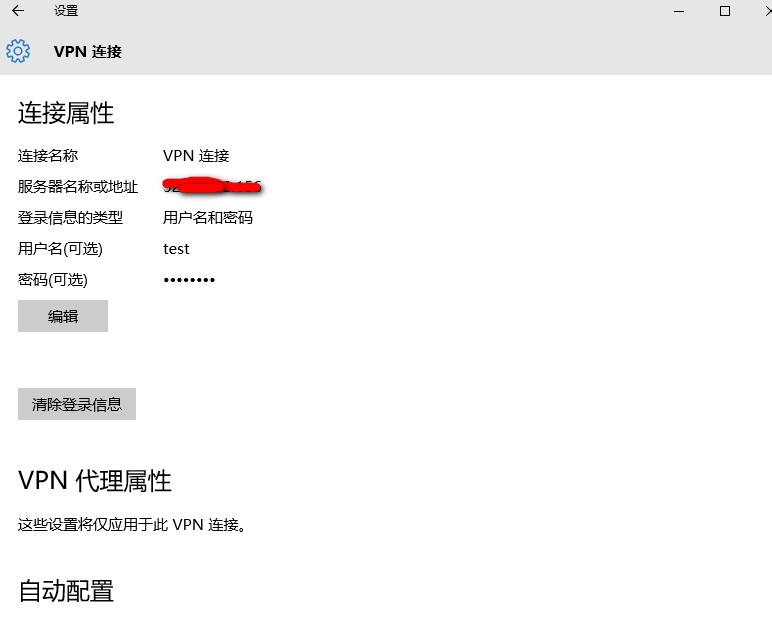 设置
VPN 连接
连接属性
连接名称 VPN 连接
服务器名称或地址
登录信息的类型 用户名和密码
用户名(可选) test
密码(可选) ••••••••
编辑
清除登录信息
VPN 代理属性
这些设置将仅应用于此 VPN 连接。
自动配置